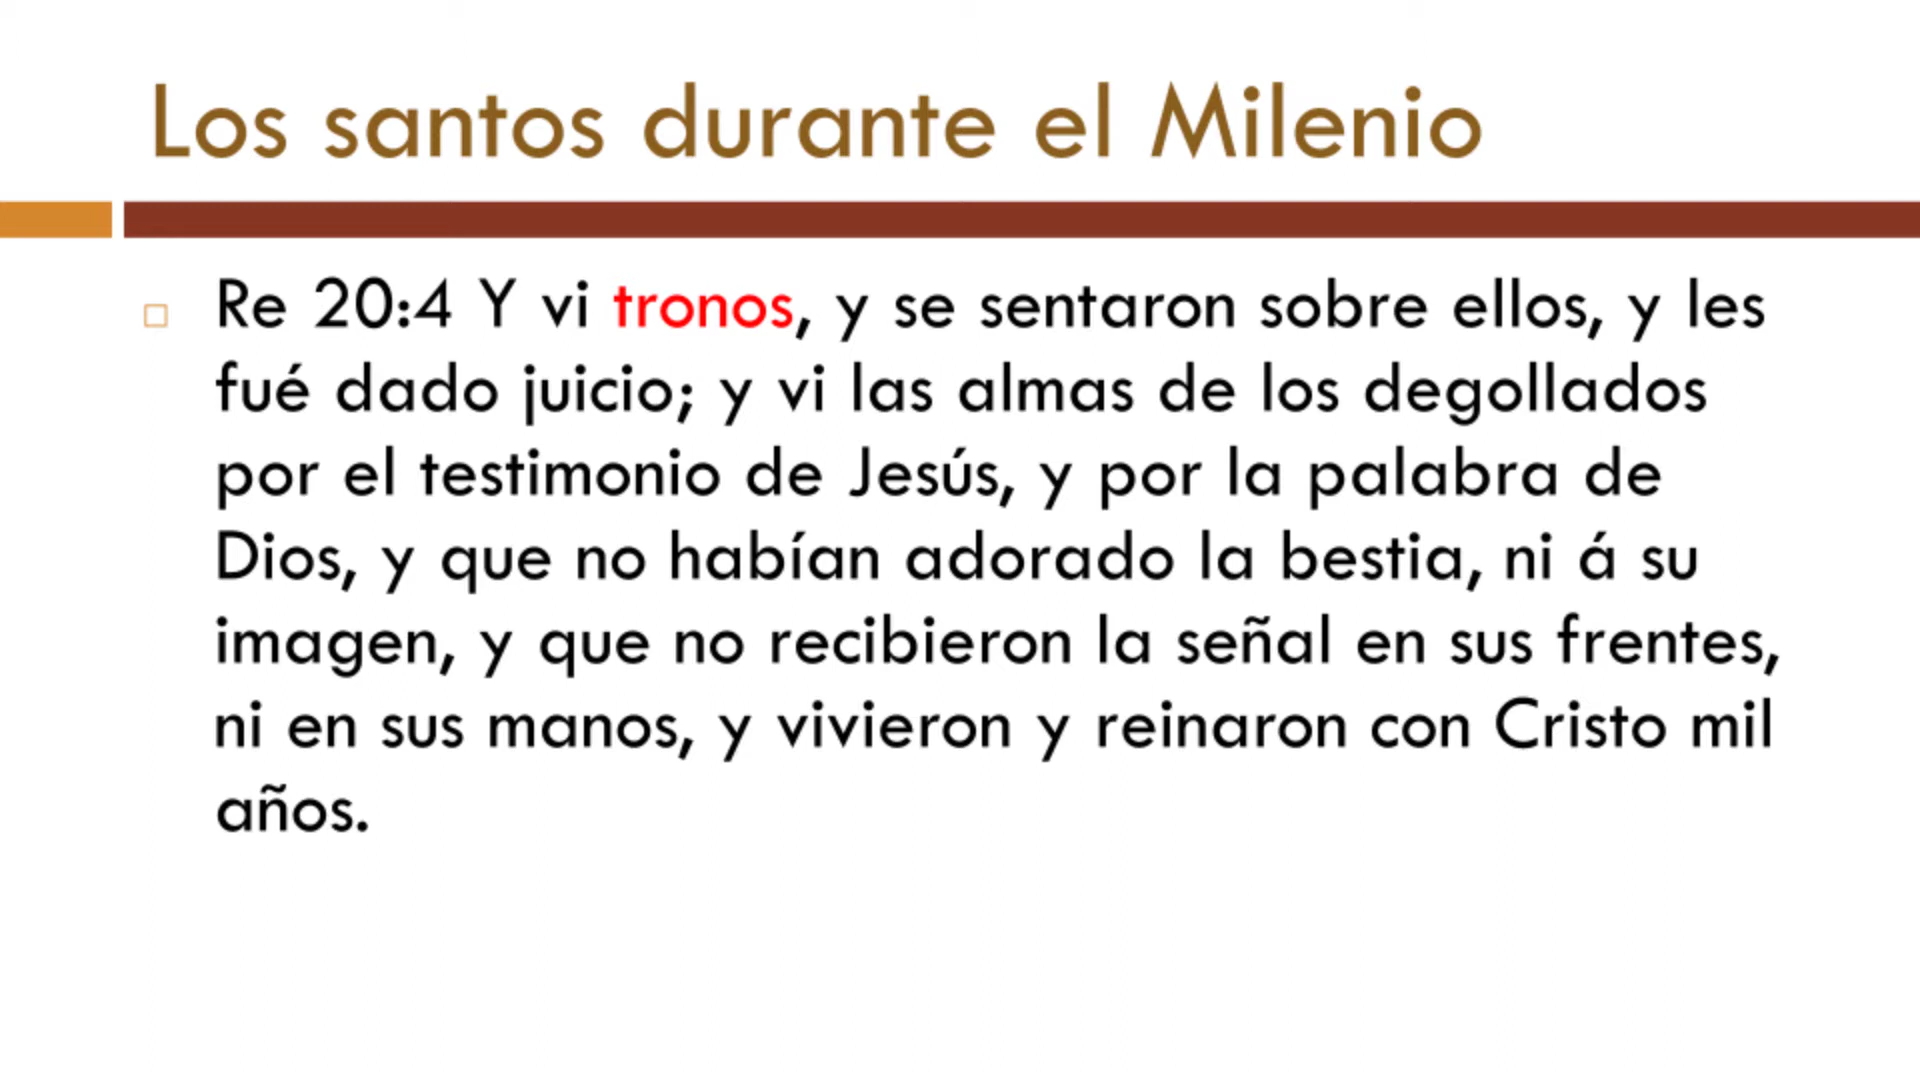 Los santos durante el Milenio
Re 20:4 Y vi tronos, y se sentaron sobre ellos, y les
fué dado juicio; y vi las almas de los degollados
por el testimonio de Jesús, y por la palabra de
Dios, y que no habían adorado la bestia, ni á su
imagen, y que no recibieron la señal en sus frentes,
ni en sus manos, y vivieron y reinaron con Cristo mil
años.